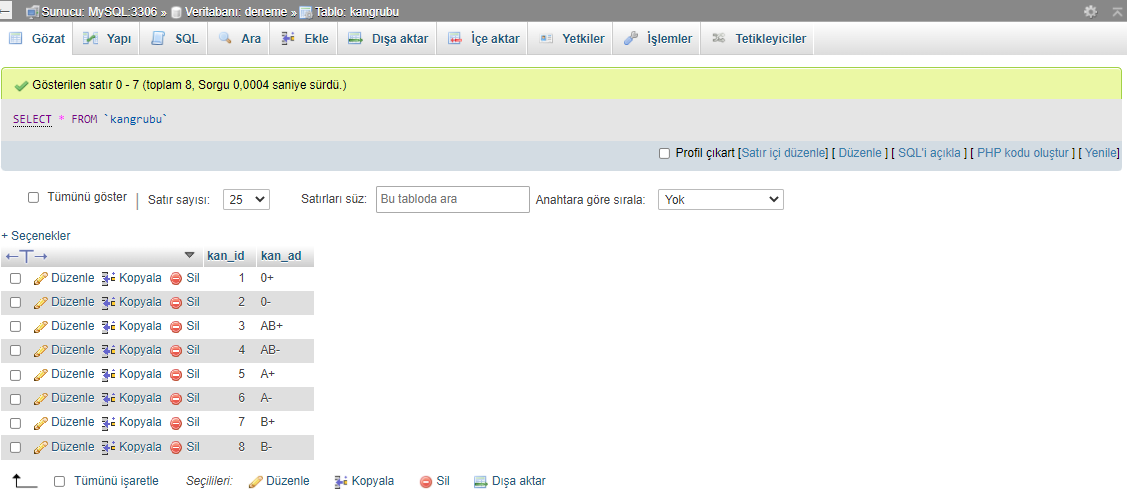 Sunucu: MySQL:3306 » Veritabanı: deneme » Tablo: kangrubu
Gözat Yapı SQL Ara Ekle Dışa aktar İçe aktar Yetkiler İşlemler Tetikleyiciler
Gösterilen satır 0 - 7 (toplam 8, Sorgu 0,0004 saniye sürdü.)
SELECT * FROM `kangrubu`
Profil çıkart [Satır içi düzenle] [ Düzenle ] [ SQL'i açıkla ] [ PHP kodu oluştur ] [ Yenile]
Tümünü göster | Satır sayısı: 25 Satırları süz: Bu tabloda ara Anahtara göre sırala: Yok
+ Seçenekler
←T→ kan_id kan_ad
Düzenle Kopyala Sil 1 0+
Düzenle Kopyala Sil 2 0-
Düzenle Kopyala Sil 3 AB+
Düzenle Kopyala Sil 4 AB-
Düzenle Kopyala Sil 5 A+
Düzenle Kopyala Sil 6 A-
Düzenle Kopyala Sil 7 B+
Düzenle Kopyala Sil 8 B-
Tümünü işaretle Seçilileri: Düzenle Kopyala Sil Dışa aktar